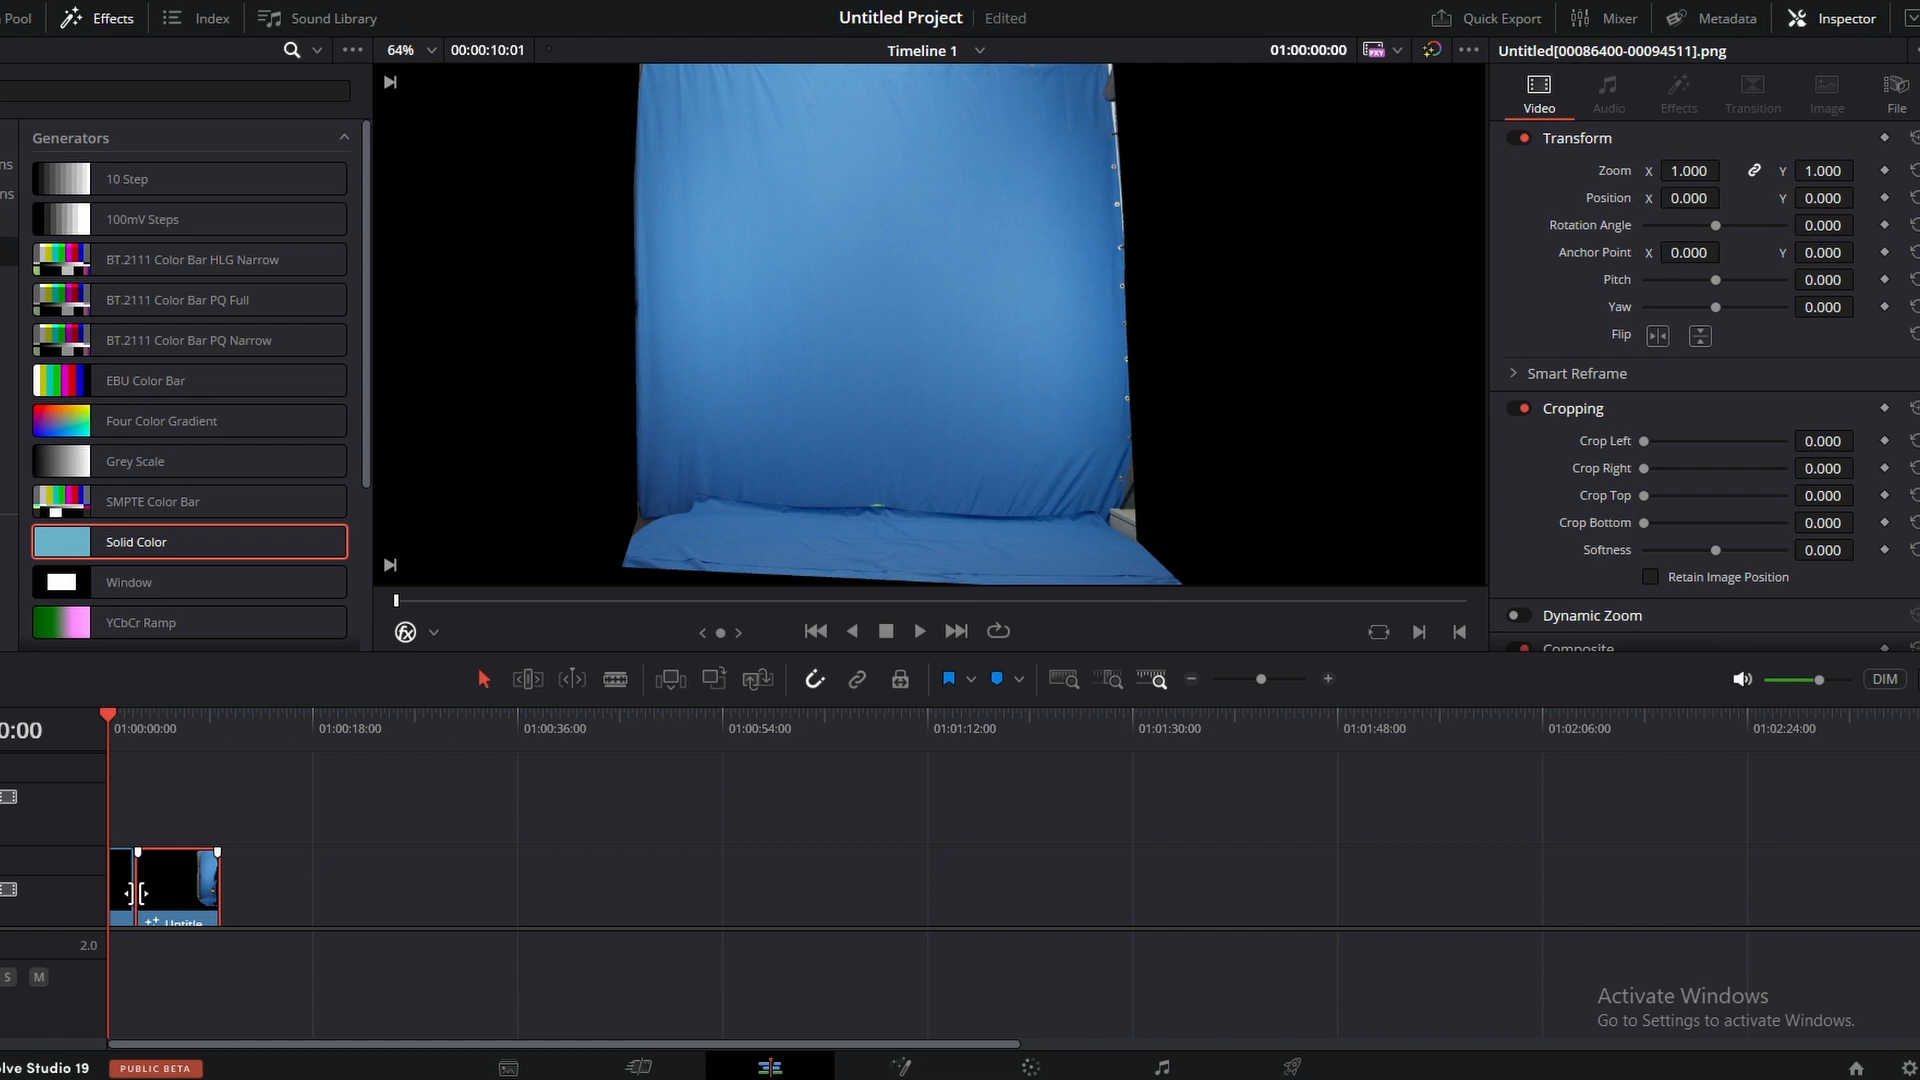 Pool
Effects
Index
Sound Library
Untitled Project
Edited
Quick Export
Mixer
Metadata
Inspector
64%
00:00:10:01
Timeline 1
01:00:00:00
Untitled[00086400-00094511].png
Video
Audio
Effects
Transition
Image
File
Generators
10 Step
100mV Steps
BT.2111 Color Bar HLG Narrow
BT.2111 Color Bar PQ Full
BT.2111 Color Bar PQ Narrow
EBU Color Bar
Four Color Gradient
Grey Scale
SMPTE Color Bar
Solid Color
Window
YCbCr Ramp
ns
ns
Transform
Zoom X 1.000 Y 1.000
Position X 0.000 Y 0.000
Rotation Angle 0.000
Anchor Point X 0.000 Y 0.000
Pitch 0.000
Yaw 0.000
Flip
Smart Reframe
Cropping
Crop Left 0.000
Crop Right 0.000
Crop Top 0.000
Crop Bottom 0.000
Softness 0.000
Retain Image Position
Dynamic Zoom
Composite
DIM
0:00
01:00:00:00
01:00:18:00
01:00:36:00
01:00:54:00
01:01:12:00
01:01:30:00
01:01:48:00
01:02:06:00
01:02:24:00
Untitle
2.0
S M
Activate Windows
Go to Settings to activate Windows.
lve Studio 19
PUBLIC BETA